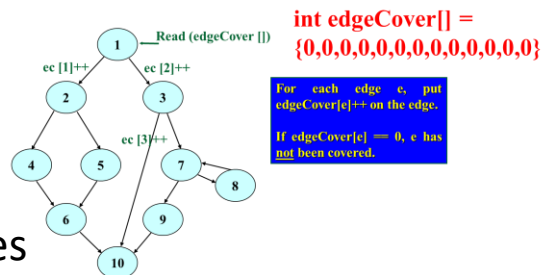 int edgeCover[] =
{0,0,0,0,0,0,0,0,0,0,0,0,0}
Read (edgeCover [])
1
ec [1]++
ec [2]++
2
3
For each edge e, put
edgeCover[e]++ on the edge.
If edgeCover[e] == 0, e has
not been covered.
ec [3]++
4
5
7
8
6
9
es
10